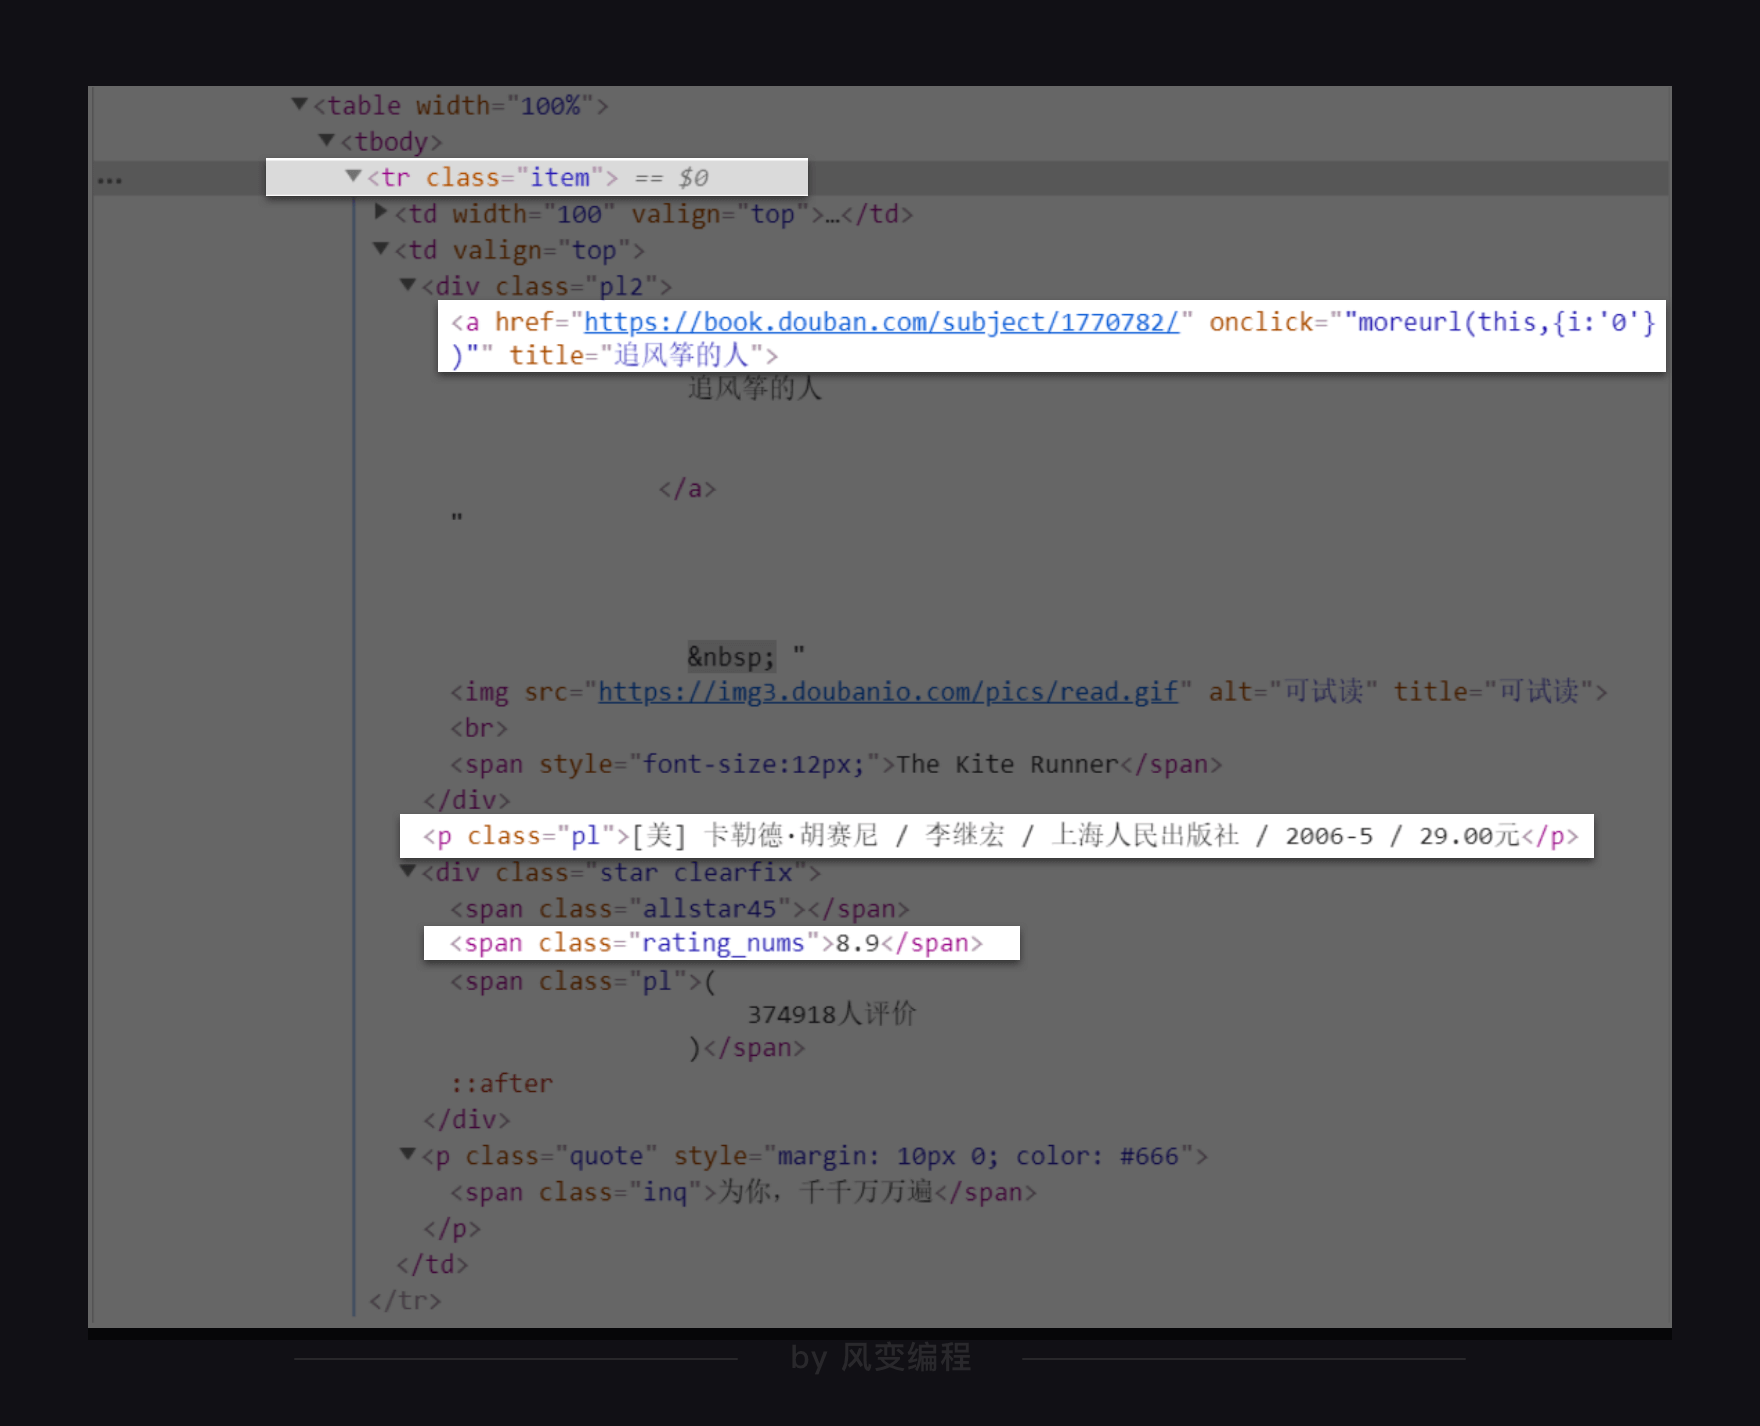 ▼<table width="100%">
▼<tbody>
... ▼<tr class="item"> == $0
▶<td width="100" valign="top">…</td>
▼<td valign="top">
▼<div class="pl2">
<a href="https://book.douban.com/subject/1770782/" onclick=""moreurl(this,{i:'0'}
)"" title="追风筝的人">
追风筝的人
</a>
"
&nbsp; "
<img src="https://img3.doubanio.com/pics/read.gif" alt="可试读" title="可试读">
<br>
<span style="font-size:12px;">The Kite Runner</span>
</div>
<p class="pl">[美] 卡勒德·胡赛尼 / 李继宏 / 上海人民出版社 / 2006-5 / 29.00元</p>
▼<div class="star clearfix">
<span class="allstar45"></span>
<span class="rating_nums">8.9</span>
<span class="pl">(
374918人评价
)</span>
::after
</div>
▼<p class="quote" style="margin: 10px 0; color: #666">
<span class="inq">为你，千千万万遍</span>
</p>
</td>
</tr>
by 风变编程